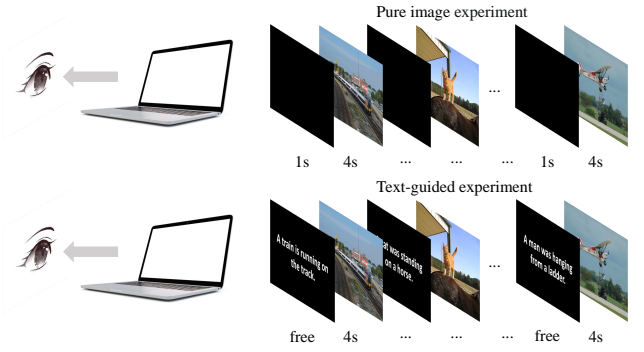 Pure image experiment
...
1s 4s ... ... ... 1s 4s
Text-guided experiment
A train is running on
the track.
at was standing
on a horse.
...
A man was hanging
from a ladder.
free 4s ... ... ... free 4s